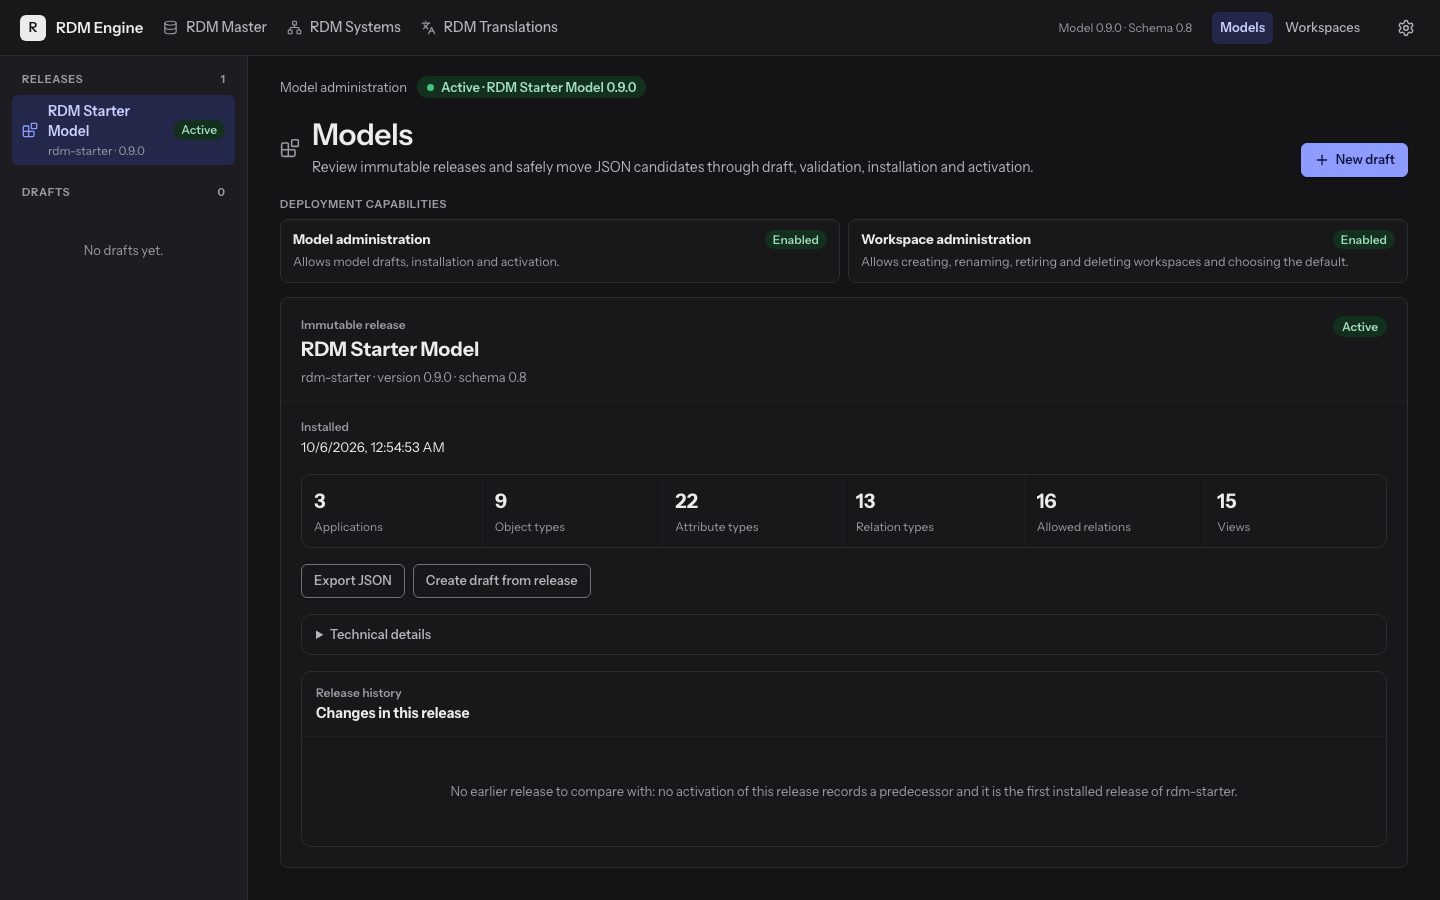 R RDM Engine RDM Master RDM Systems RDM Translations Model 0.9.0 · Schema 0.8 Models Workspaces
RELEASES 1
RDM Starter
Model
Active
rdm-starter · 0.9.0
DRAFTS 0
No drafts yet.
Model administration Active · RDM Starter Model 0.9.0
Models
Review immutable releases and safely move JSON candidates through draft, validation, installation and activation.
New draft
DEPLOYMENT CAPABILITIES
Model administration Enabled
Allows model drafts, installation and activation.
Workspace administration Enabled
Allows creating, renaming, retiring and deleting workspaces and choosing the default.
Immutable release
Active
RDM Starter Model
rdm-starter · version 0.9.0 · schema 0.8
Installed
10/6/2026, 12:54:53 AM
3 9 22 13 16 15
Applications Object types Attribute types Relation types Allowed relations Views
Export JSON Create draft from release
Technical details
Release history
Changes in this release
No earlier release to compare with: no activation of this release records a predecessor and it is the first installed release of rdm-starter.